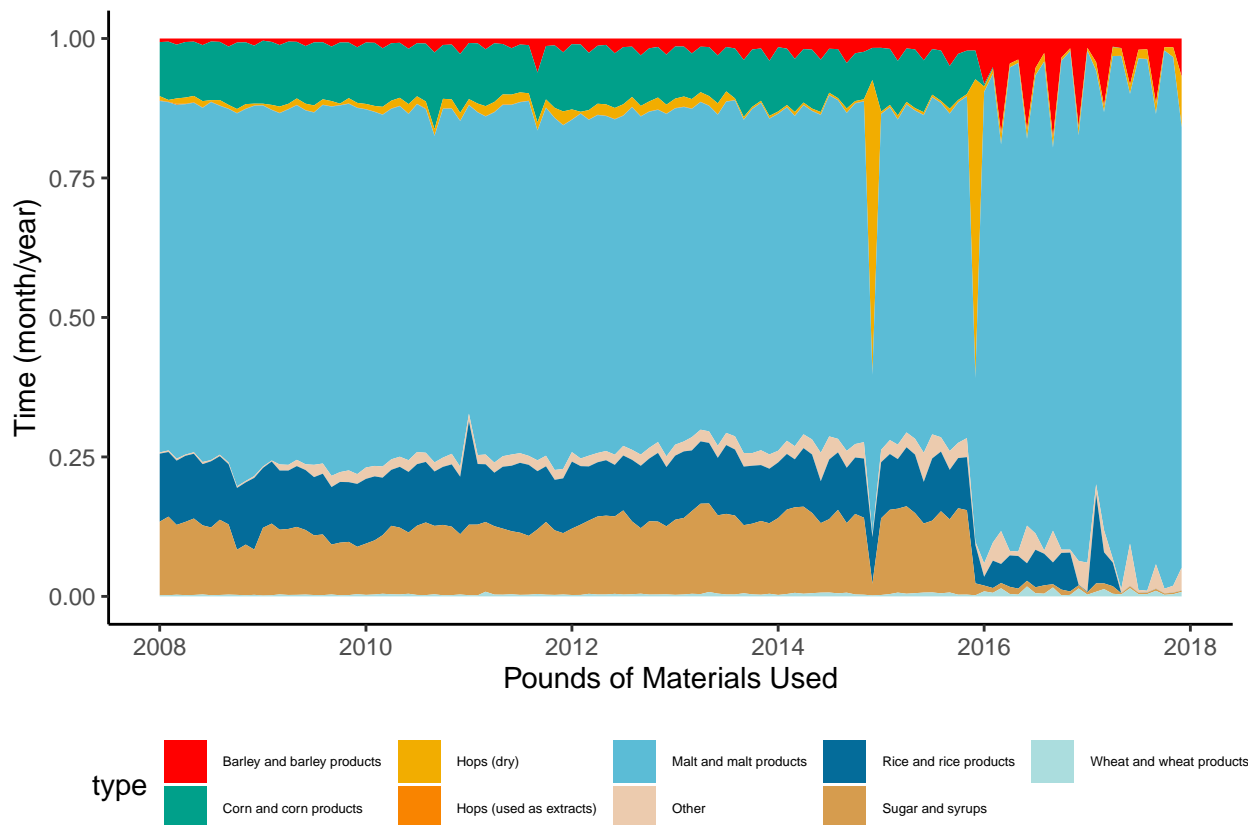 1.00
0.75
0.50
0.25
0.00
Time (month/year)
2008 2010 2012 2014 2016 2018
Pounds of Materials Used
type
Barley and barley products Hops (dry) Malt and malt products Rice and rice products Wheat and wheat products
Corn and corn products Hops (used as extracts) Other Sugar and syrups